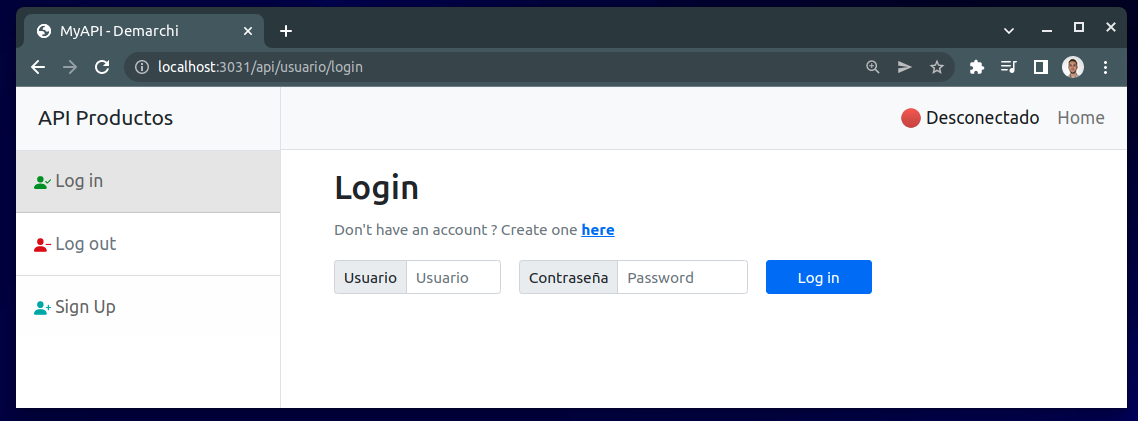 MyAPI - Demarchi
localhost:3031/api/usuario/login
API Productos
Desconectado
Home
Log in
Log out
Sign Up
Login
Don't have an account ? Create one here
Usuario Usuario Contraseña Password Log in